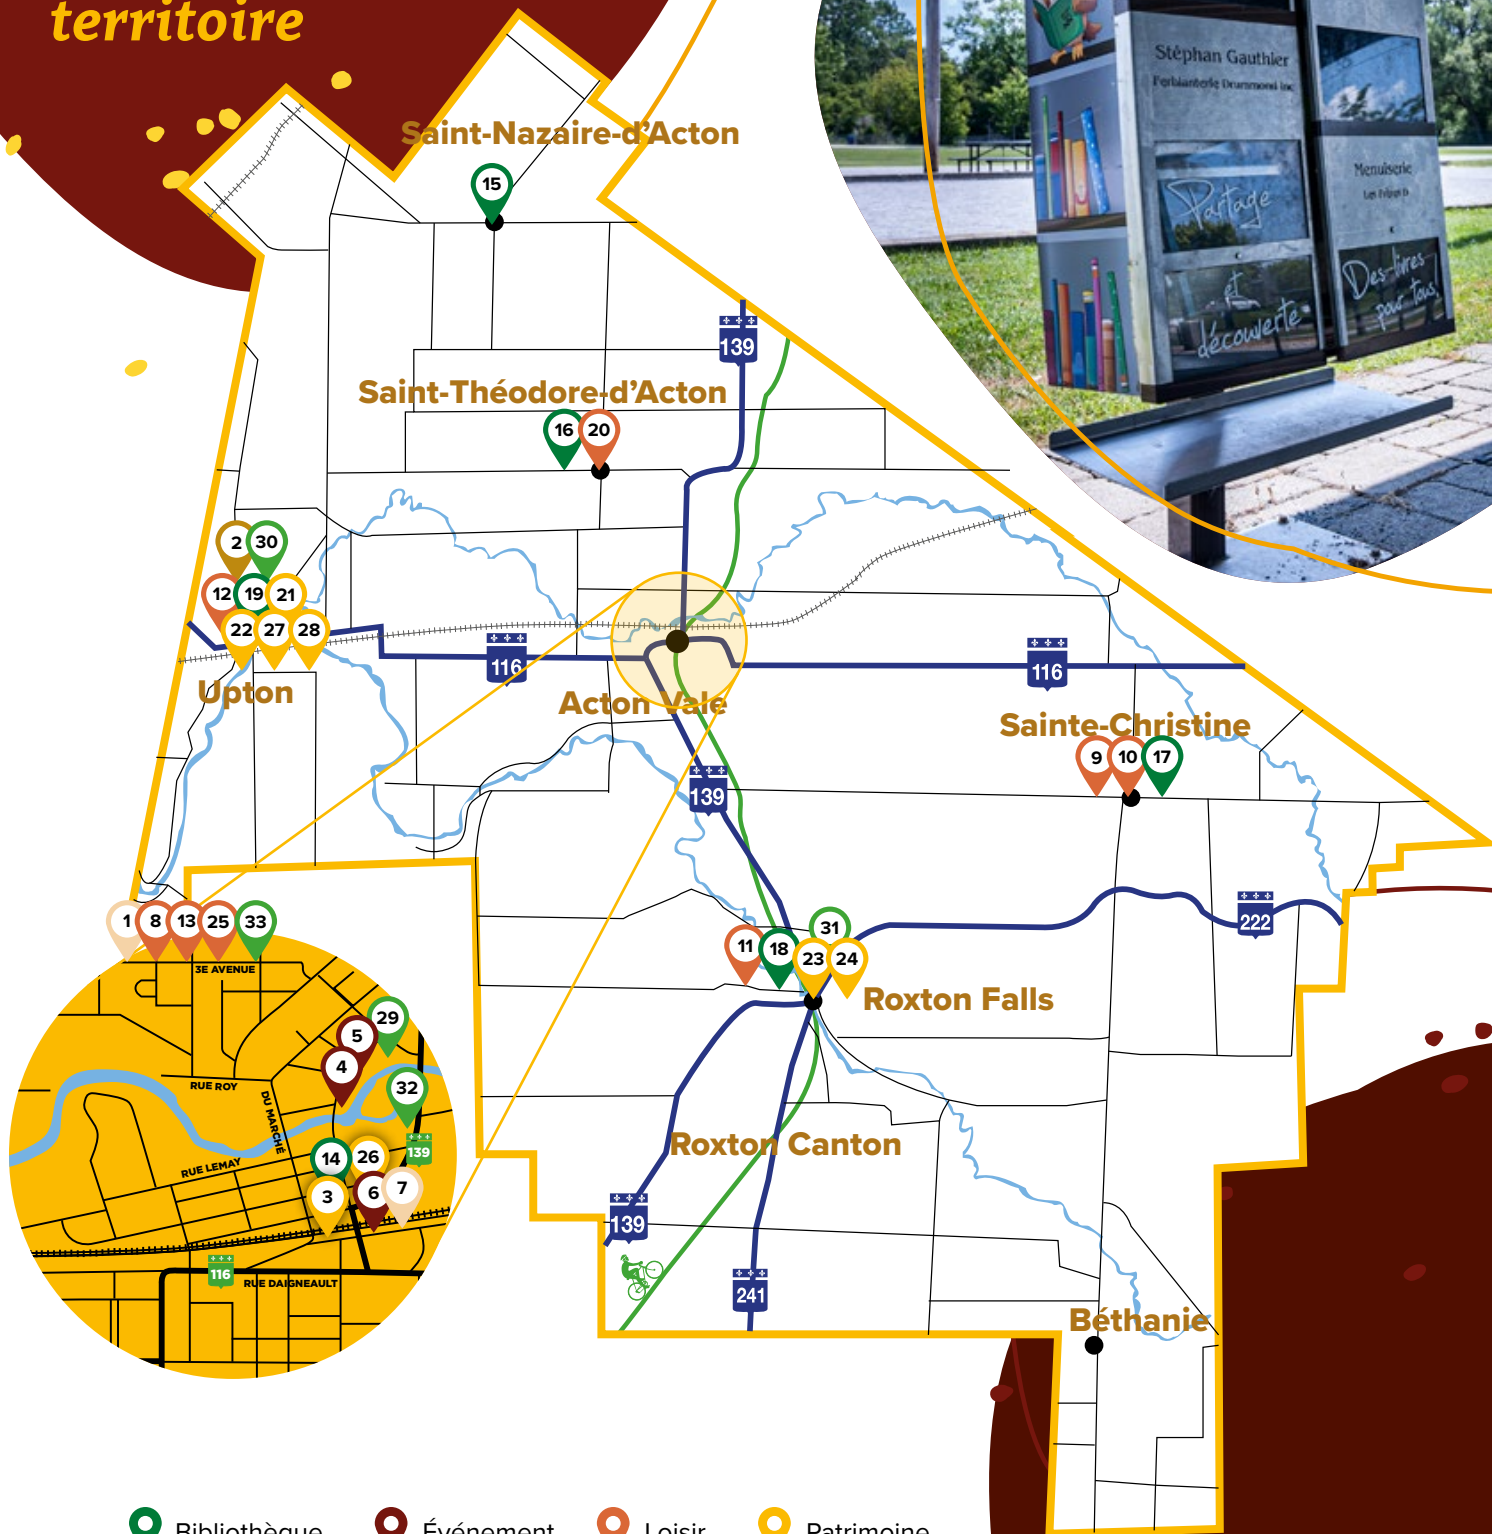 territoire
Stéphan Gauthier
Ferblanterie Drummond inc
Partage
et
découverte
Menuiserie
Des livres
pour tous!
Saint-Nazaire-d'Acton
15
139
Saint-Théodore-d'Acton
16 20
2 30
12 19 21
22 27 28
Upton
116
Acton Vale
116
Sainte-Christine
9 10 17
139
222
1 8 13 25 33
31
11 18 23 24
Roxton Falls
3E AVENUE
29
5
4
RUE ROY
32
DU MARCHÉ
139
14 26
RUE LEMAY
3 6 7
Roxton Canton
139
116
RUE DAIGNEAULT
241
Béthanie
Bibliothèque Événement Loisir Patrimoine